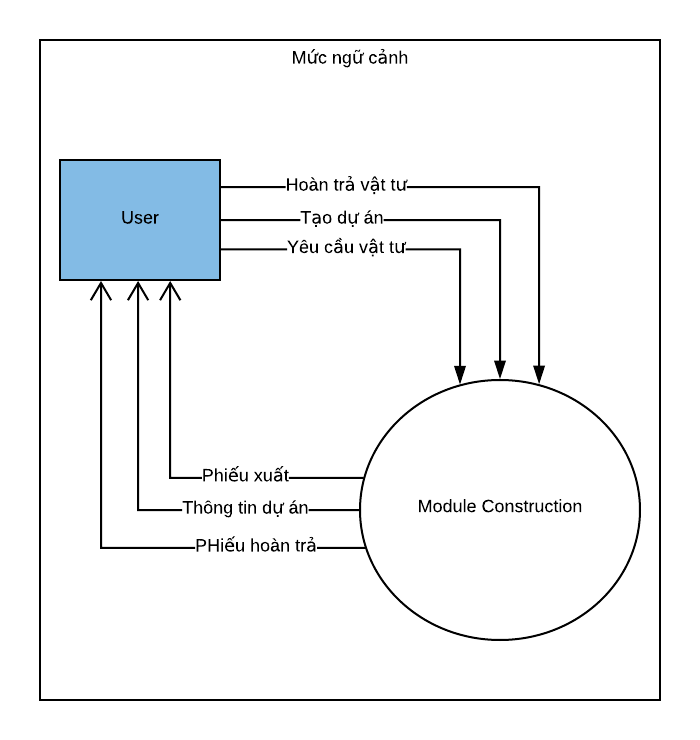 Mức ngữ cảnh
Hoàn trả vật tư
User
Tạo dự án
Yêu cầu vật tư
Phiếu xuất
Module Construction
Thông tin dự án
PHiếu hoàn trả